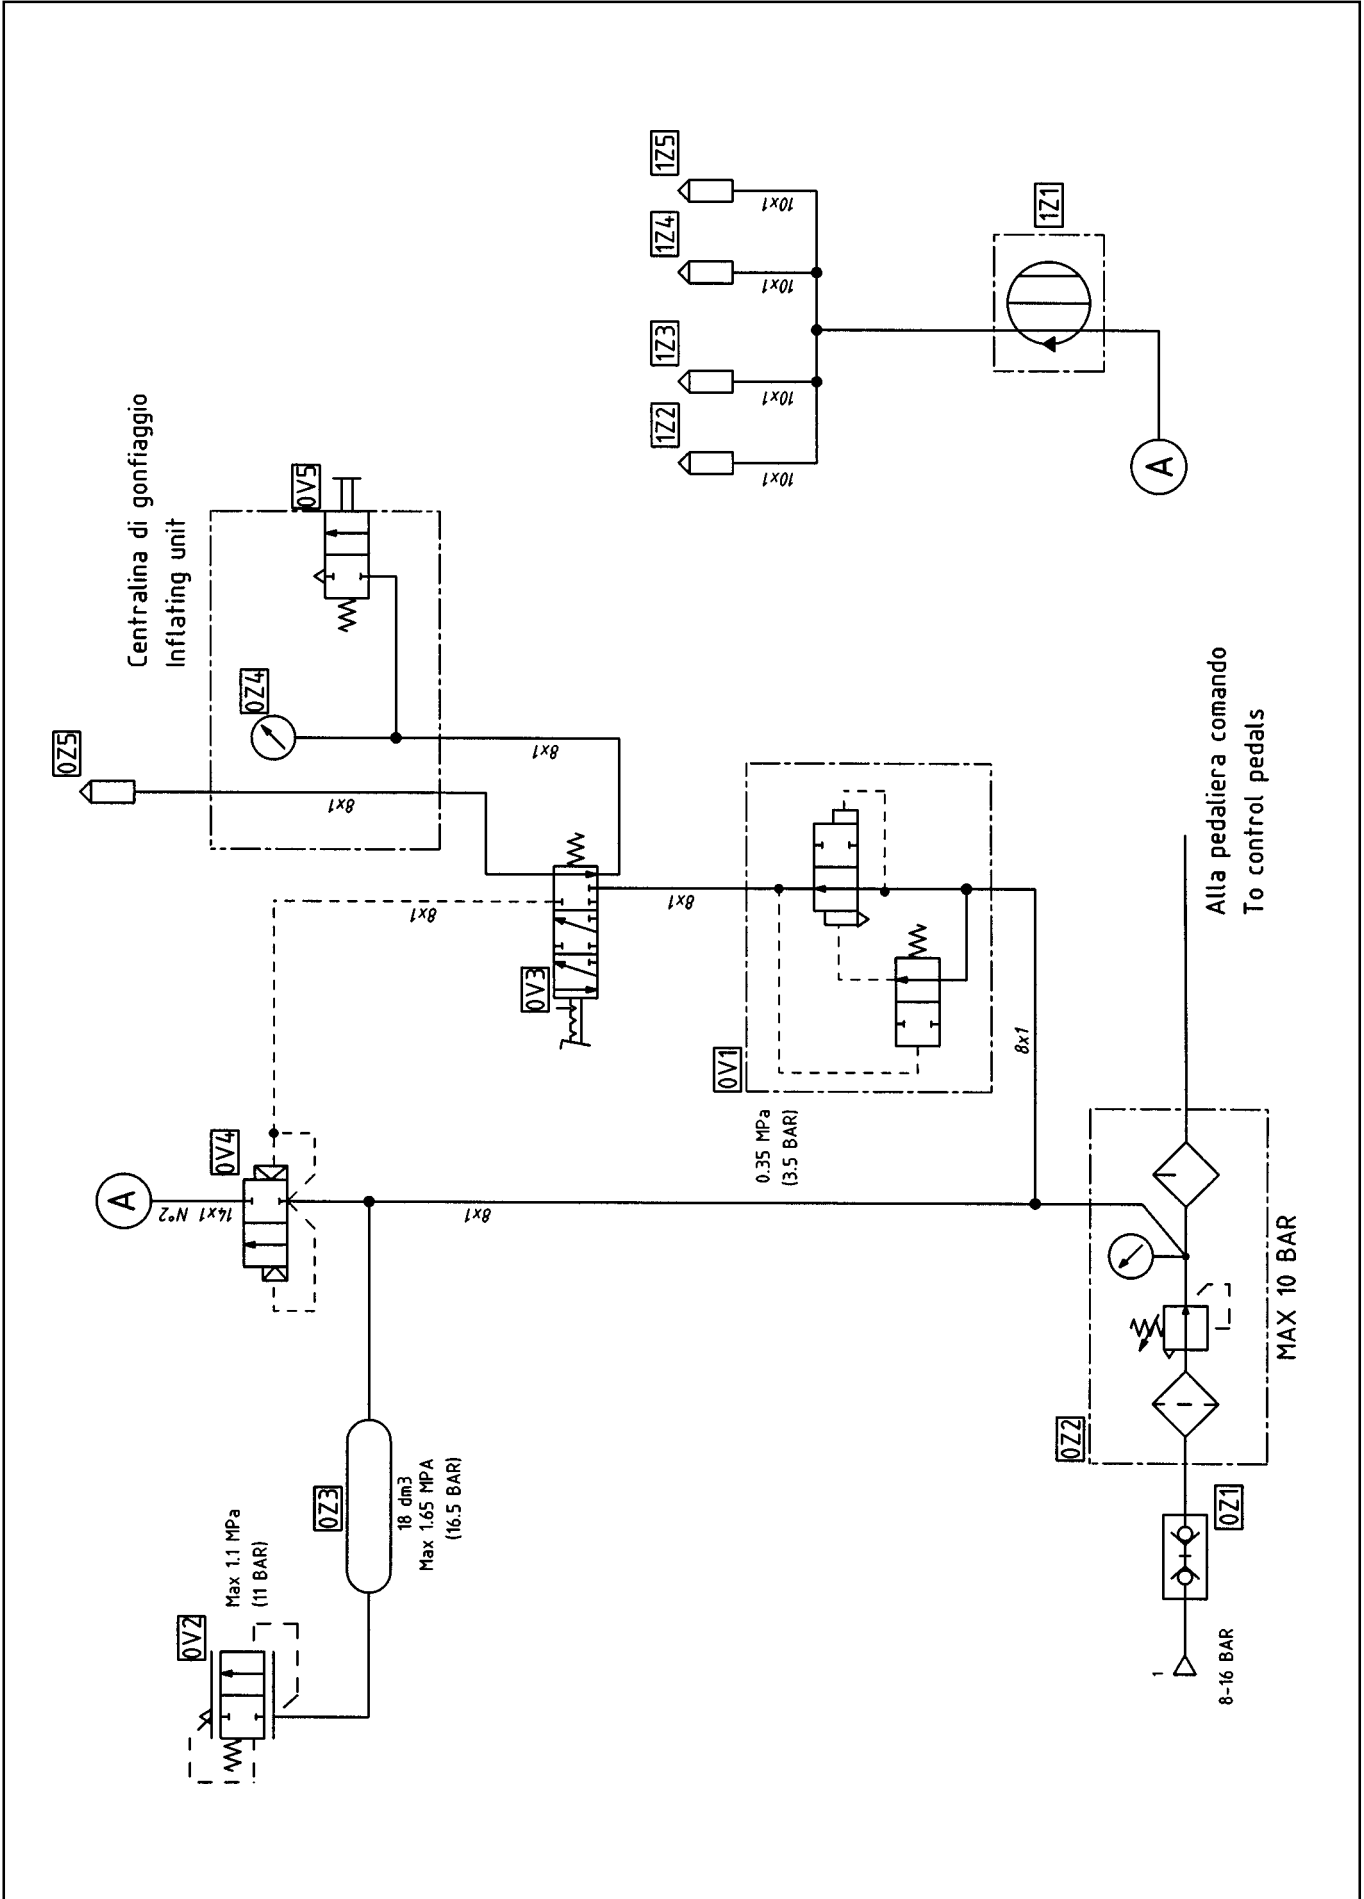 0Z5
Centralina di gonfiaggio
Inflating unit
0V5
0Z4
8x1
8x1
1Z2
1Z3
1Z4
1Z5
10x1
10x1
10x1
10x1
1Z1
A
A
14x1 N°2
0V4
8x1
0V3
8x1
8x1
0V1
0.35 MPa
(3.5 BAR)
8x1
0V2
Max 1.1 MPa
(11 BAR)
0Z3
18 dm3
Max 1.65 MPA
(16.5 BAR)
Alla pedaliera comando
To control pedals
0Z2
MAX 10 BAR
0Z1
1
8-16 BAR